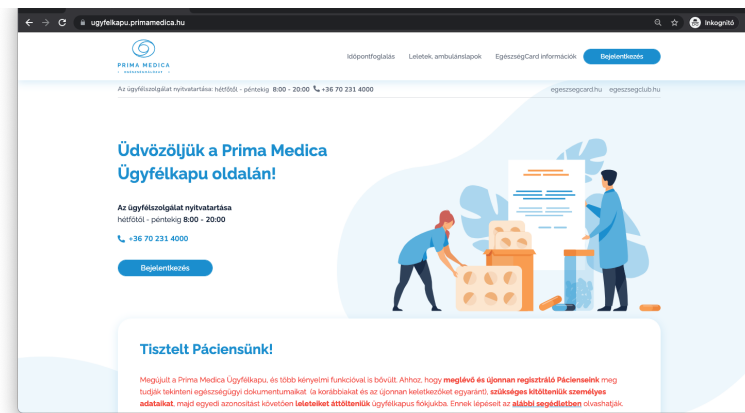 ugyfelkapu.primamedica.hu
Inkognitó
PRIMA MEDICA
EGÉSZSÉGHÁLÓZAT
Időpontfoglalás Leletek, ambulánslapok EgészségCard információk Bejelentkezés
Az ügyfélszolgálat nyitvatartása: hétfőtől - péntekig 8:00 - 20:00 +36 70 231 4000 egeszsegcard.hu egeszsegclub.hu
Üdvözöljük a Prima Medica
Ügyfélkapu oldalán!
Az ügyfélszolgálat nyitvatartása
hétfőtől - péntekig 8:00 - 20:00
+36 70 231 4000
Bejelentkezés
Tisztelt Páciensünk!
Megújult a Prima Medica Ügyfélkapu, és több kényelmi funkcióval is bővült. Ahhoz, hogy meglévő és újonnan regisztráló Pácienseink meg
tudják tekinteni egészségügyi dokumentumaikat (a korábbiakat és az újonnan keletkezőket egyaránt), szükséges kitölteniük személyes
adataikat, majd egyedi azonosítást követően leleteiket áttölteniük ügyfélkapus fiókjukba. Ennek lépéseit az alábbi segédletben olvashatják.